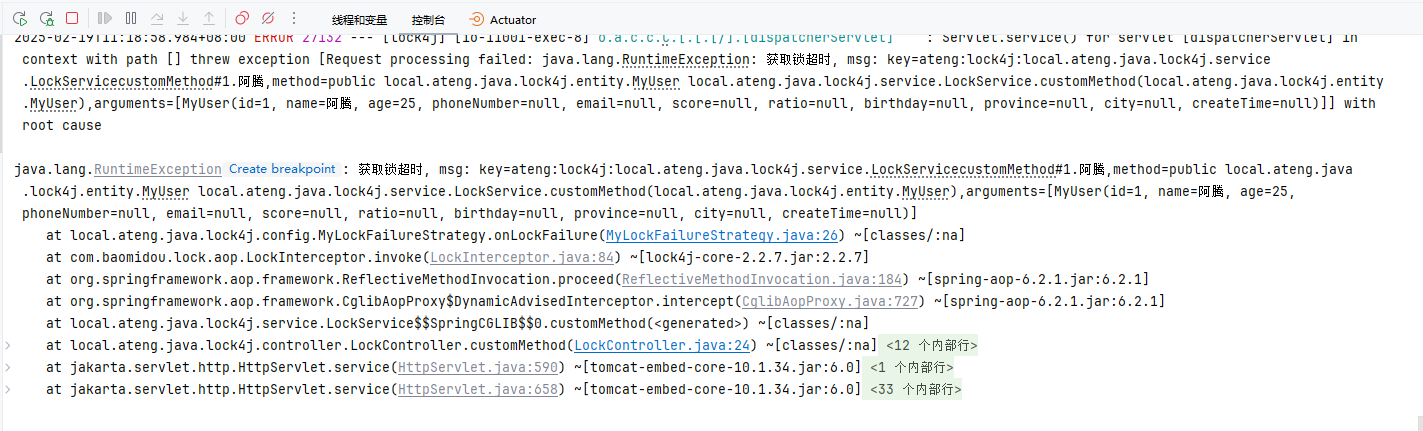 线程和变量 控制台 Actuator
2025-02-19T11:18:58.984+08:00 ERROR 27132 --- [lock4j] [io-11001-exec-8] o.a.c.c.C.[.[.[/].[dispatcherServlet] : Servlet.service() for servlet [dispatcherServlet] in
context with path [] threw exception [Request processing failed: java.lang.RuntimeException: 获取锁超时, msg: key=ateng:lock4j:local.ateng.java.lock4j.service
.LockServicecustomMethod#1.阿腾,method=public local.ateng.java.lock4j.entity.MyUser local.ateng.java.lock4j.service.LockService.customMethod(local.ateng.java.lock4j.entity
.MyUser),arguments=[MyUser(id=1, name=阿腾, age=25, phoneNumber=null, email=null, score=null, ratio=null, birthday=null, province=null, city=null, createTime=null)]] with
root cause
java.lang.RuntimeException Create breakpoint : 获取锁超时, msg: key=ateng:lock4j:local.ateng.java.lock4j.service.LockServicecustomMethod#1.阿腾,method=public local.ateng.java
.lock4j.entity.MyUser local.ateng.java.lock4j.service.LockService.customMethod(local.ateng.java.lock4j.entity.MyUser),arguments=[MyUser(id=1, name=阿腾, age=25,
phoneNumber=null, email=null, score=null, ratio=null, birthday=null, province=null, city=null, createTime=null)]
at local.ateng.java.lock4j.config.MyLockFailureStrategy.onLockFailure(MyLockFailureStrategy.java:26) ~[classes/:na]
at com.baomidou.lock.aop.LockInterceptor.invoke(LockInterceptor.java:84) ~[lock4j-core-2.2.7.jar:2.2.7]
at org.springframework.aop.framework.ReflectiveMethodInvocation.proceed(ReflectiveMethodInvocation.java:184) ~[spring-aop-6.2.1.jar:6.2.1]
at org.springframework.aop.framework.CglibAopProxy$DynamicAdvisedInterceptor.intercept(CglibAopProxy.java:727) ~[spring-aop-6.2.1.jar:6.2.1]
at local.ateng.java.lock4j.service.LockService$$SpringCGLIB$$0.customMethod(<generated>) ~[classes/:na]
at local.ateng.java.lock4j.controller.LockController.customMethod(LockController.java:24) ~[classes/:na] <12 个内部行>
at jakarta.servlet.http.HttpServlet.service(HttpServlet.java:590) ~[tomcat-embed-core-10.1.34.jar:6.0] <1 个内部行>
at jakarta.servlet.http.HttpServlet.service(HttpServlet.java:658) ~[tomcat-embed-core-10.1.34.jar:6.0] <33 个内部行>